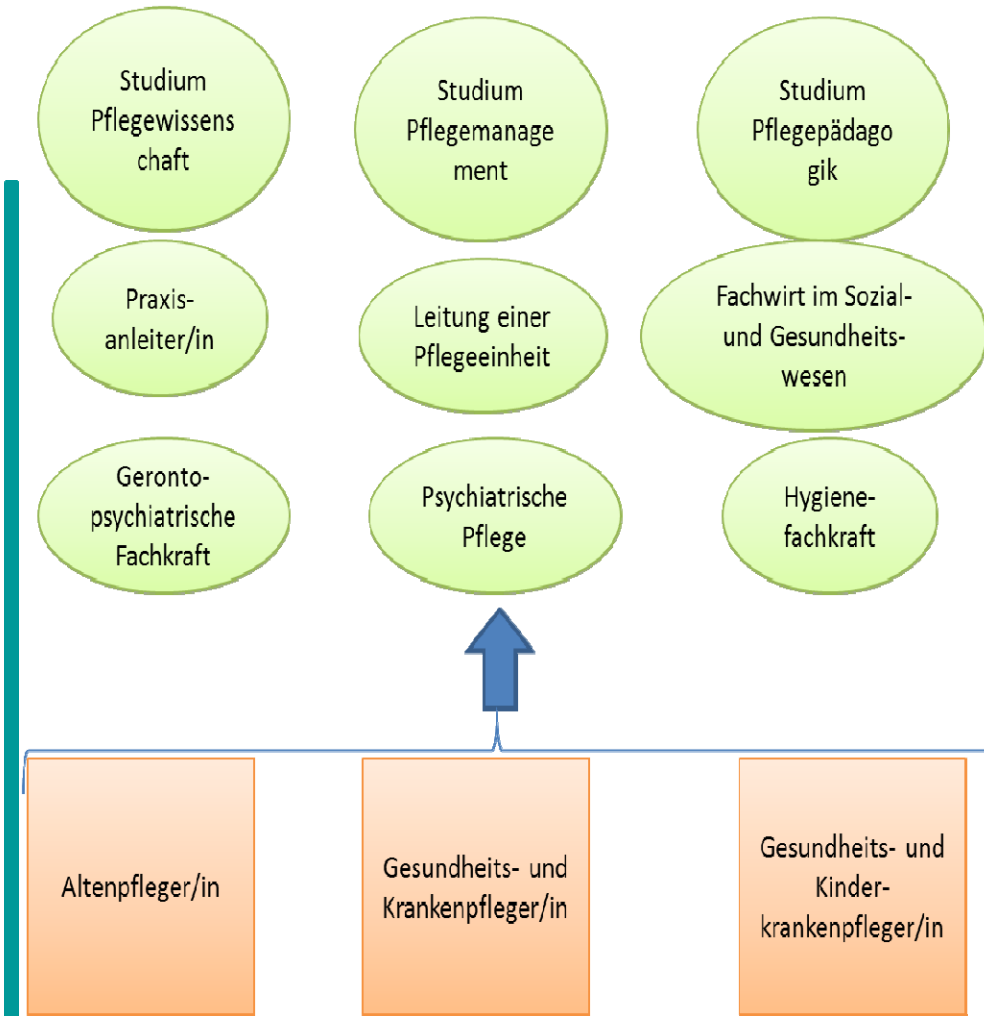 Studium
Pflegewissens
chaft
Studium
Pflegemanage
ment
Studium
Pflegepädago
gik
Praxis-
anleiter/in
Leitung einer
Pflegeeinheit
Fachwirt im Sozial-
und Gesundheits-
wesen
Geronto-
psychiatrische
Fachkraft
Psychiatrische
Pflege
Hygiene-
fachkraft
Altenpfleger/in
Gesundheits- und
Krankenpfleger/in
Gesundheits- und
Kinder-
krankenpfleger/in